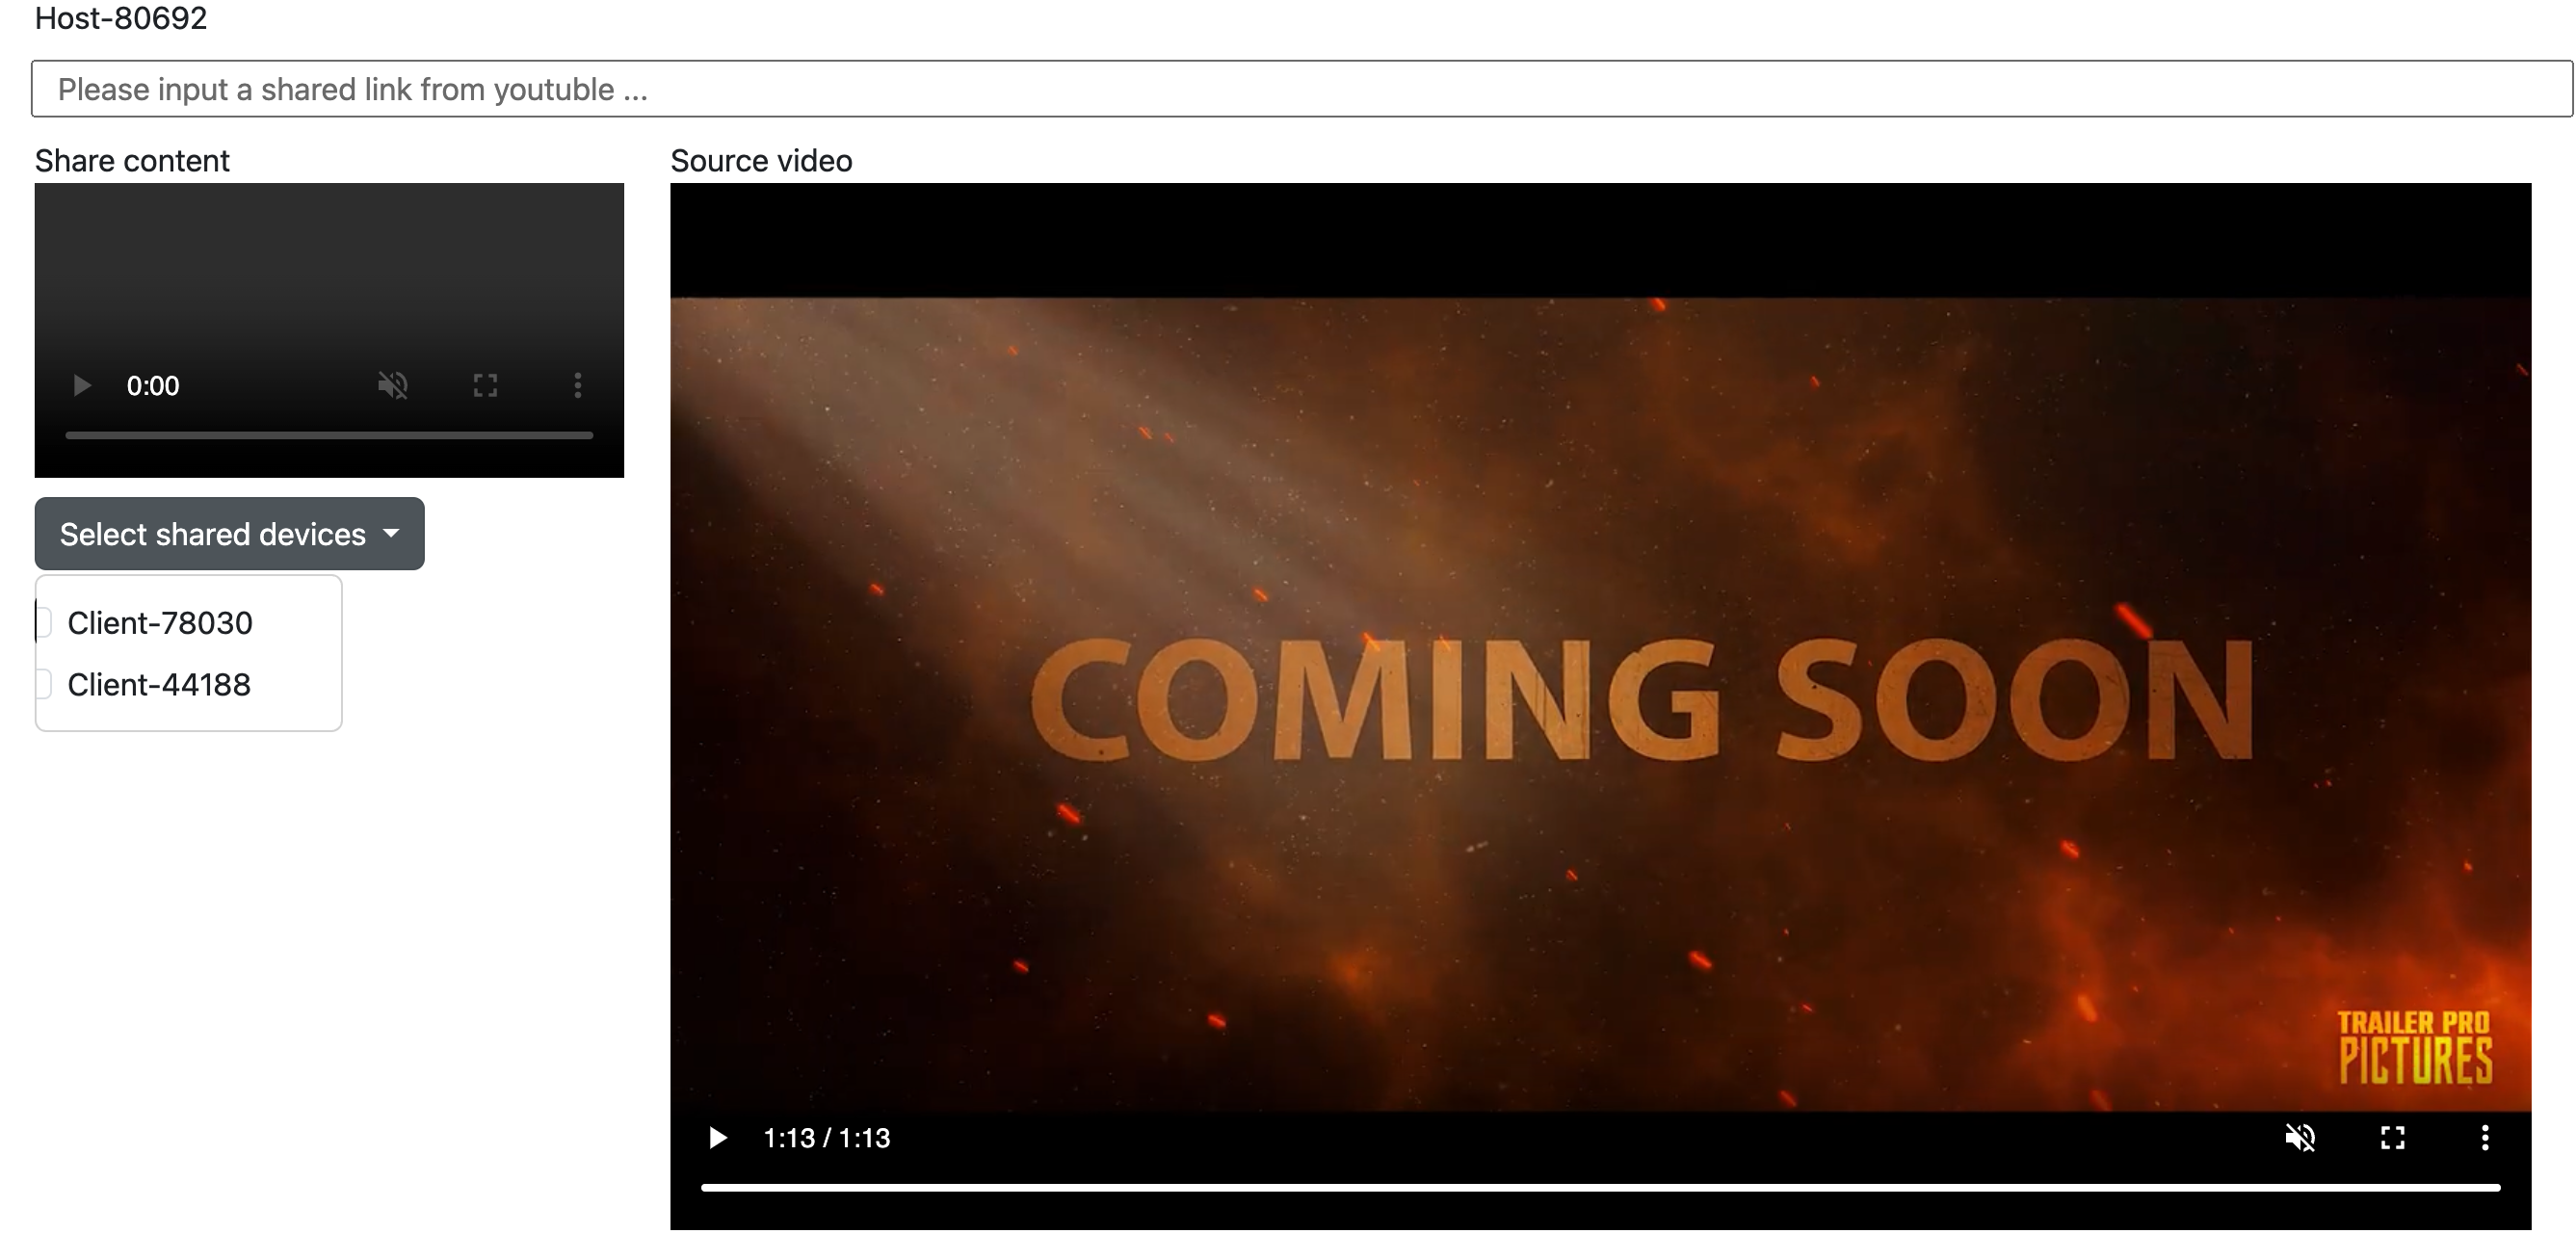 Host-80692
Please input a shared link from youtuble ...
Share content
Source video
0:00
Select shared devices
Client-78030
Client-44188
COMING SOON
TRAILER PRO
PICTURES
1:13 / 1:13